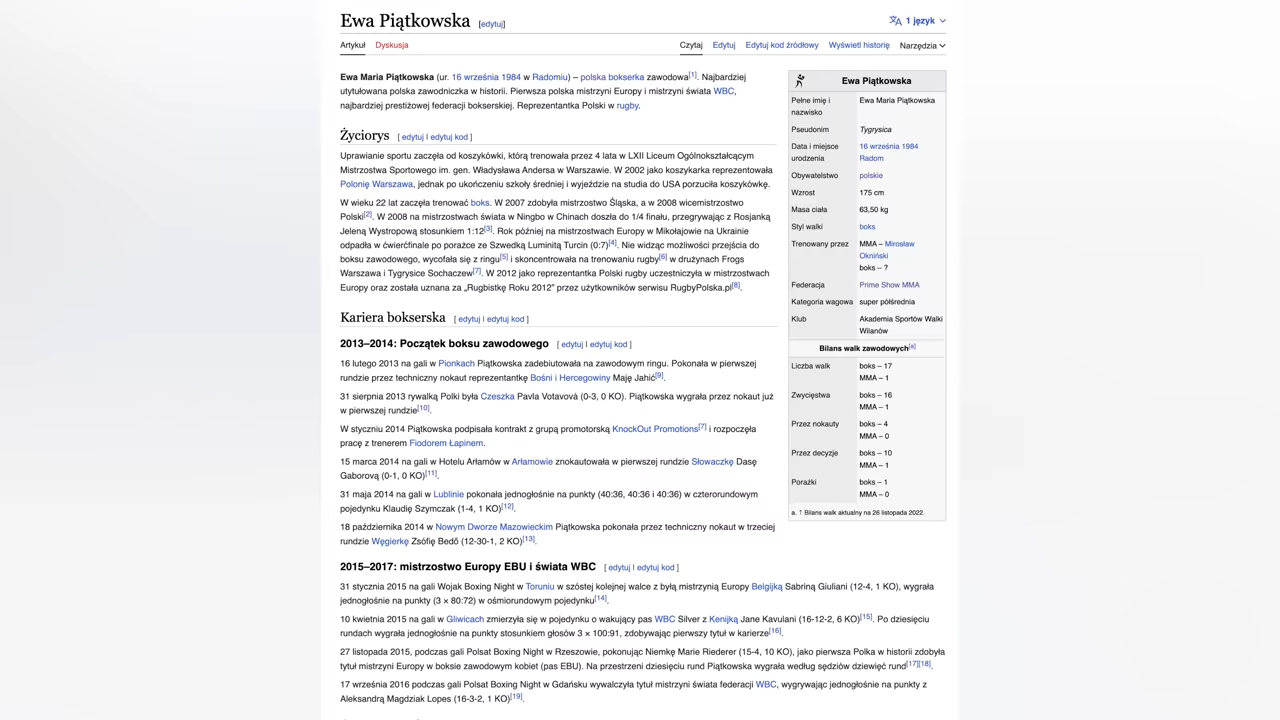 Ewa Piątkowska [edytuj]
1 język
Artykuł Dyskusja Czytaj Edytuj Edytuj kod źródłowy Wyświetl historię Narzędzia
Ewa Maria Piątkowska (ur. 16 września 1984 w Radomiu) – polska bokserka zawodowa[1]. Najbardziej
utytułowana polska zawodniczka w historii. Pierwsza polska mistrzyni Europy i mistrzyni świata WBC,
najbardziej prestiżowej federacji bokserskiej. Reprezentantka Polski w rugby.
Życiorys [ edytuj | edytuj kod ]
Uprawianie sportu zaczęła od koszykówki, którą trenowała przez 4 lata w LXII Liceum Ogólnokształcącym
Mistrzostwa Sportowego im. gen. Władysława Andersa w Warszawie. W 2002 jako koszykarka reprezentowała
Polonię Warszawa, jednak po ukończeniu szkoły średniej i wyjeździe na studia do USA porzuciła koszykówkę.
W wieku 22 lat zaczęła trenować boks. W 2007 zdobyła mistrzostwo Śląska, a w 2008 wicemistrzostwo
Polski[2]. W 2008 na mistrzostwach świata w Ningbo w Chinach doszła do 1/4 finału, przegrywając z Rosjanką
Jeleną Wystropową stosunkiem 1:12[3]. Rok później na mistrzostwach Europy w Mikołajowie na Ukrainie
odpadła w ćwierćfinale po porażce ze Szwedką Luminitą Turcin (0:7)[4]. Nie widząc możliwości przejścia do
boksu zawodowego, wycofała się z ringu[5] i skoncentrowała na trenowaniu rugby[6] w drużynach Frogs
Warszawa i Tygrysice Sochaczew[7]. W 2012 jako reprezentantka Polski rugby uczestniczyła w mistrzostwach
Europy oraz została uznana za „Rugbistkę Roku 2012” przez użytkowników serwisu RugbyPolska.pl[8].
Kariera bokserska [ edytuj | edytuj kod ]
2013–2014: Początek boksu zawodowego [ edytuj | edytuj kod ]
16 lutego 2013 na gali w Pionkach Piątkowska zadebiutowała na zawodowym ringu. Pokonała w pierwszej
rundzie przez techniczny nokaut reprezentantkę Bośni i Hercegowiny Maję Jahić[9].
31 sierpnia 2013 rywalką Polki była Czeszka Pavla Votavová (0-3, 0 KO). Piątkowska wygrała przez nokaut już
w pierwszej rundzie[10].
W styczniu 2014 Piątkowska podpisała kontrakt z grupą promotorską KnockOut Promotions[7] i rozpoczęła
pracę z trenerem Fiodorem Łapinem.
15 marca 2014 na gali w Hotelu Arłamów w Arłamowie znokautowała w pierwszej rundzie Słowaczkę Dasę
Gaborovą (0-1, 0 KO)[11].
31 maja 2014 na gali w Lublinie pokonała jednogłośnie na punkty (40:36, 40:36 i 40:36) w czterorundowym
pojedynku Klaudię Szymczak (1-4, 1 KO)[12].
18 października 2014 w Nowym Dworze Mazowieckim Piątkowska pokonała przez techniczny nokaut w trzeciej
rundzie Węgierkę Zsófię Bedő (12-30-1, 2 KO)[13].
2015–2017: mistrzostwo Europy EBU i świata WBC [ edytuj | edytuj kod ]
31 stycznia 2015 na gali Wojak Boxing Night w Toruniu w szóstej kolejnej walce z byłą mistrzynią Europy Belgijką Sabriną Giuliani (12-4, 1 KO), wygrała
jednogłośnie na punkty (3 × 80:72) w ośmiorundowym pojedynku[14].
10 kwietnia 2015 na gali w Gliwicach zmierzyła się w pojedynku o wakujący pas WBC Silver z Kenijką Jane Kavulani (16-12-2, 6 KO)[15]. Po dziesięciu
rundach wygrała jednogłośnie na punkty stosunkiem głosów 3 × 100:91, zdobywając pierwszy tytuł w karierze[16].
27 listopada 2015, podczas gali Polsat Boxing Night w Rzeszowie, pokonując Niemkę Marie Riederer (15-4, 10 KO), jako pierwsza Polka w historii zdobyła
tytuł mistrzyni Europy w boksie zawodowym kobiet (pas EBU). Na przestrzeni dziesięciu rund Piątkowska wygrała według sędziów dziewięć rund[17][18].
17 września 2016 podczas gali Polsat Boxing Night w Gdańsku wywalczyła tytuł mistrzyni świata federacji WBC, wygrywając jednogłośnie na punkty z
Aleksandrą Magdziak Lopes (16-3-2, 1 KO)[19].
Ewa Piątkowska
Pełne imię i Ewa Maria Piątkowska
nazwisko
Pseudonim Tygrysica
Data i miejsce 16 września 1984
urodzenia Radom
Obywatelstwo polskie
Wzrost 175 cm
Masa ciała 63,50 kg
Styl walki boks
Trenowany przez MMA – Mirosław
Okniński
boks – ?
Federacja Prime Show MMA
Kategoria wagowa super półśrednia
Klub Akademia Sportów Walki
Wilanów
Bilans walk zawodowych[a]
Liczba walk boks – 17
MMA – 1
Zwycięstwa boks – 16
MMA – 1
Przez nokauty boks – 4
MMA – 0
Przez decyzje boks – 10
MMA – 1
Porażki boks – 1
MMA – 0
a. ↑ Bilans walk aktualny na 26 listopada 2022.